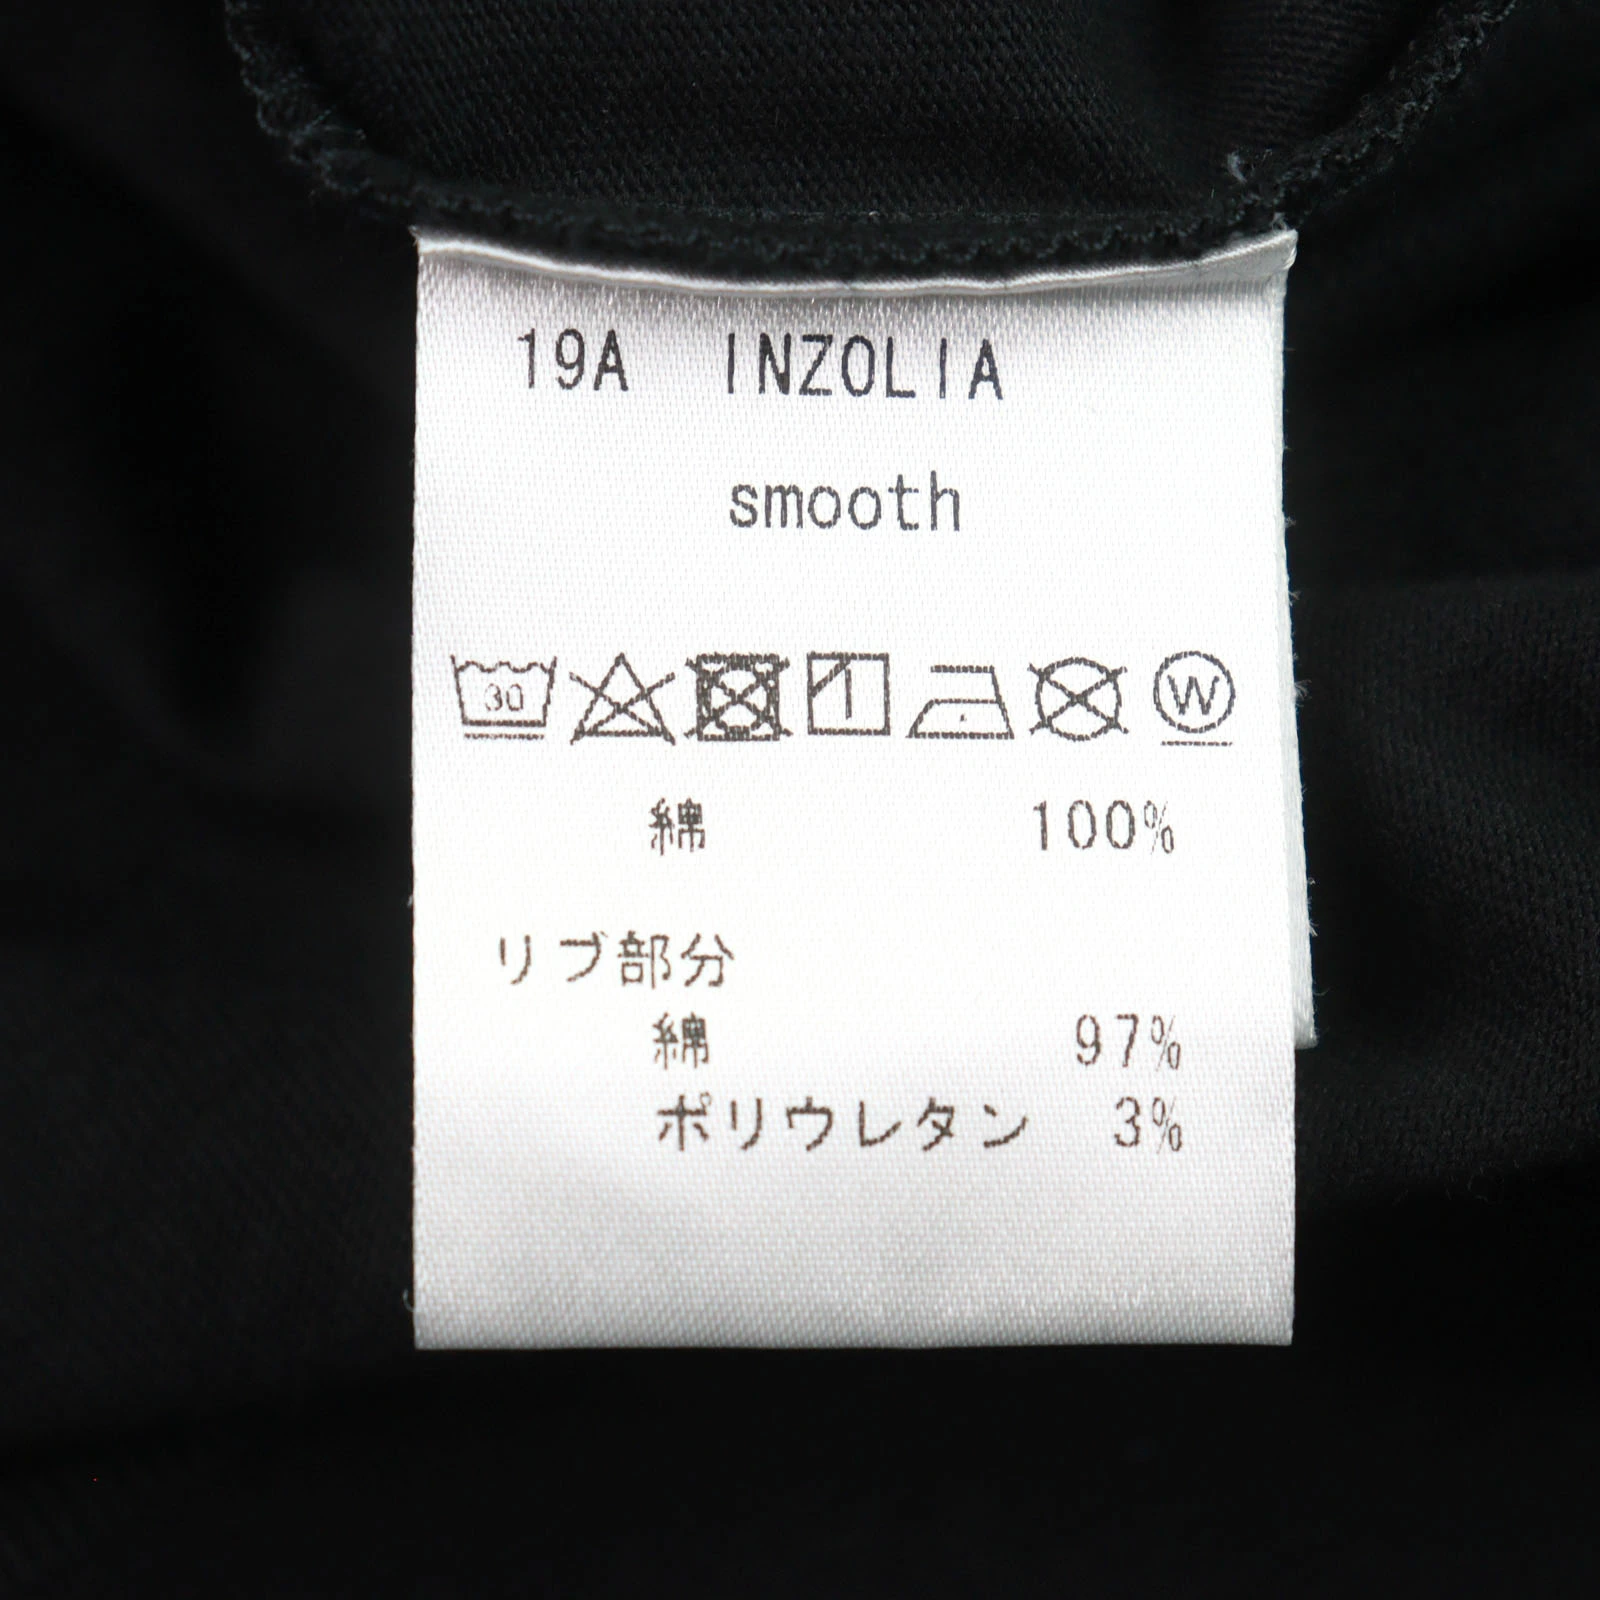 19A INZOLIA
smooth
30 W
綿 100%
リブ部分
綿 97%
ポリウレタン 3%